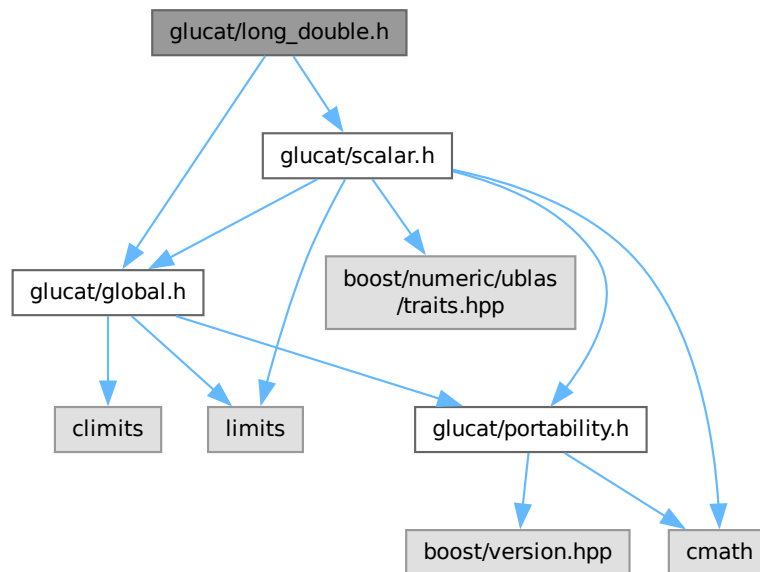 glucat/long_double.h
glucat/scalar.h
glucat/global.h
boost/numeric/ublas
/traits.hpp
climits
limits
glucat/portability.h
boost/version.hpp
cmath